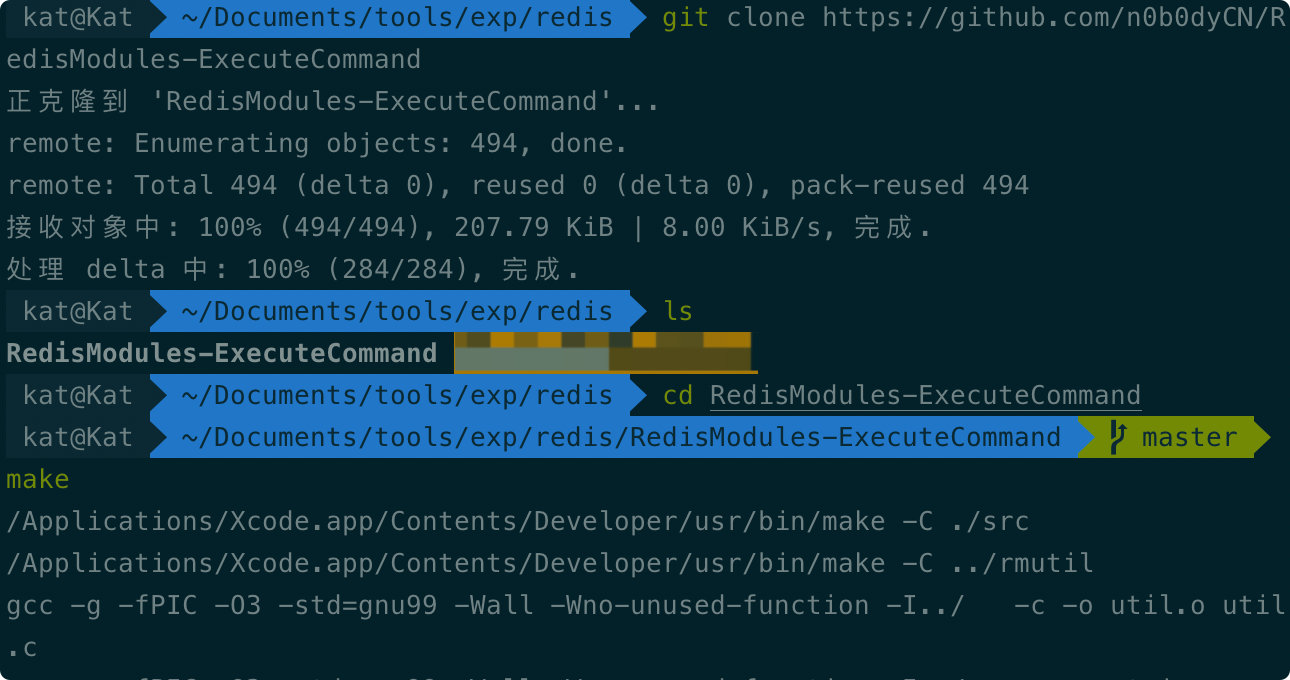 kat@Kat ~/Documents/tools/exp/redis git clone https://github.com/n0b0dyCN/R
edisModules-ExecuteCommand
正克隆到 'RedisModules-ExecuteCommand'...
remote: Enumerating objects: 494, done.
remote: Total 494 (delta 0), reused 0 (delta 0), pack-reused 494
接收对象中: 100% (494/494), 207.79 KiB | 8.00 KiB/s, 完成.
处理 delta 中: 100% (284/284), 完成.
kat@Kat ~/Documents/tools/exp/redis ls
RedisModules-ExecuteCommand
kat@Kat ~/Documents/tools/exp/redis cd RedisModules-ExecuteCommand
kat@Kat ~/Documents/tools/exp/redis/RedisModules-ExecuteCommand master
make
/Applications/Xcode.app/Contents/Developer/usr/bin/make -C ./src
/Applications/Xcode.app/Contents/Developer/usr/bin/make -C ../rmutil
gcc -g -fPIC -O3 -std=gnu99 -Wall -Wno-unused-function -I../   -c -o util.o util
.c